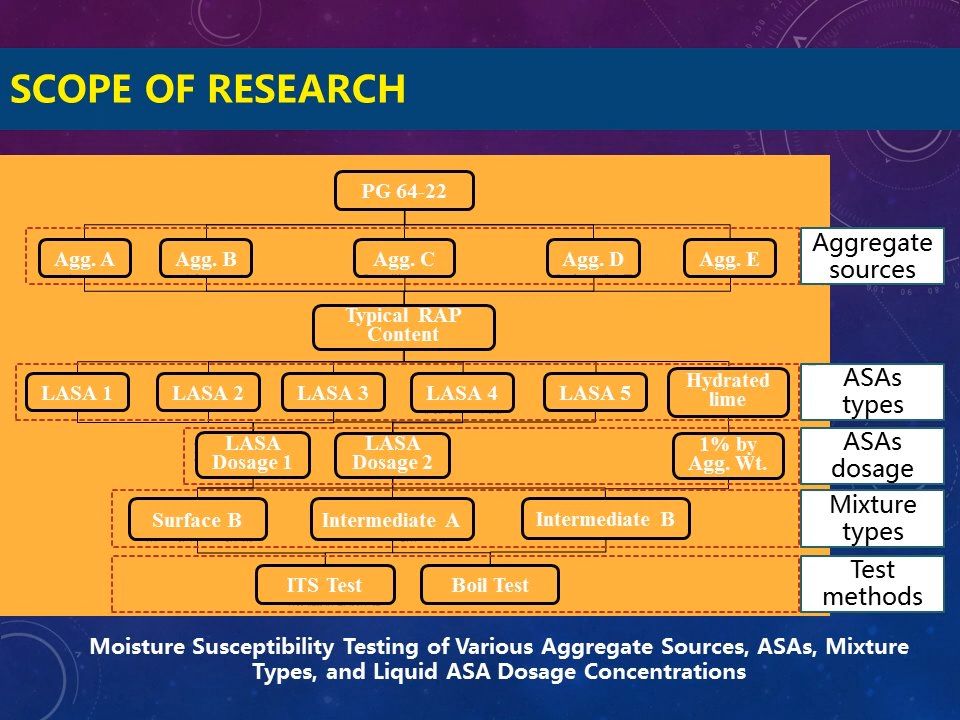 SCOPE OF RESEARCH
PG 64-22
Agg. A
Agg. B
Agg. C
Agg. D
Agg. E
Aggregate
sources
Typical RAP
Content
LASA 1
LASA 2
LASA 3
LASA 4
LASA 5
Hydrated
lime
ASAs
types
LASA
Dosage 1
LASA
Dosage 2
1% by
Agg. Wt.
ASAs
dosage
Surface B
Intermediate A
Intermediate B
Mixture
types
ITS Test
Boil Test
Test
methods
Moisture Susceptibility Testing of Various Aggregate Sources, ASAs, Mixture
Types, and Liquid ASA Dosage Concentrations